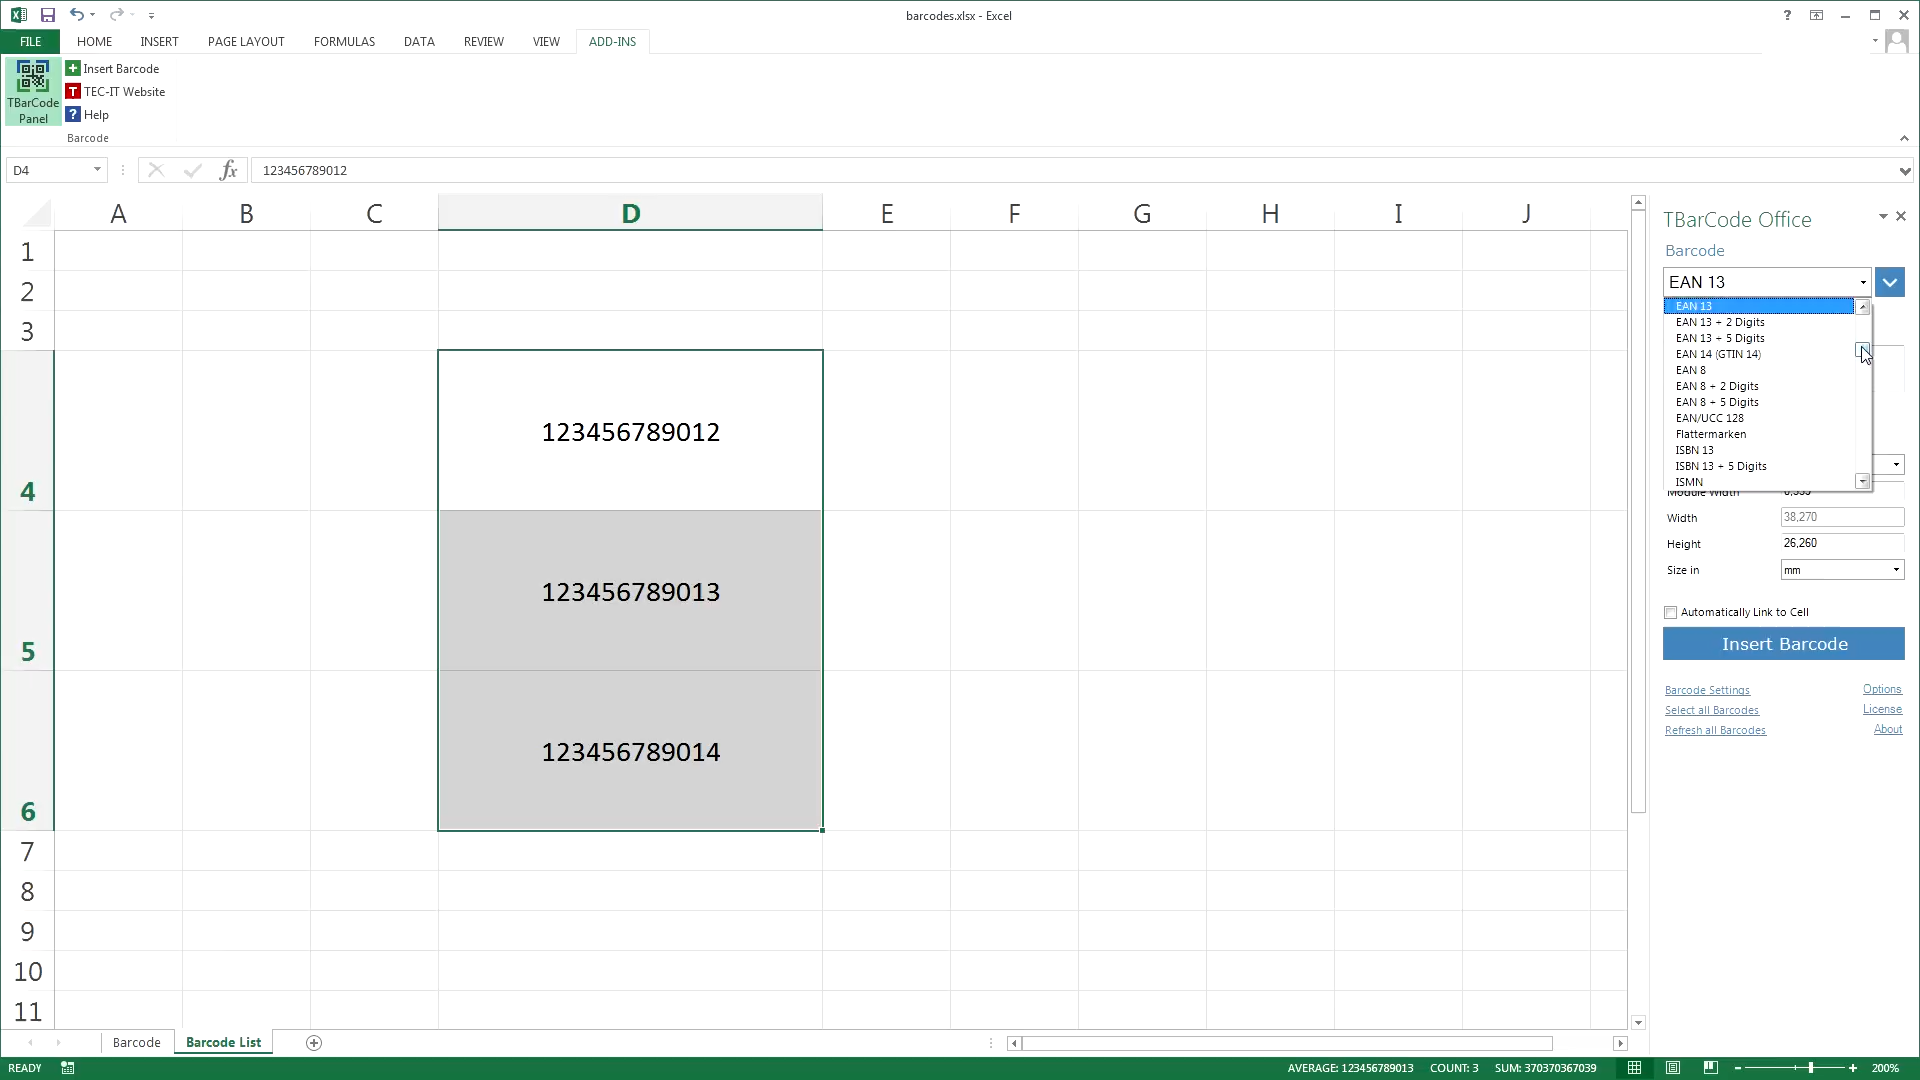 barcodes.xlsx - Excel
?
FILE HOME INSERT PAGE LAYOUT FORMULAS DATA REVIEW VIEW ADD-INS
TBarCode Panel
Insert Barcode
T TEC-IT Website
? Help
Barcode
D4 fx 123456789012
A B C D E F G H I J
1
2
3
4 123456789012
5 123456789013
6 123456789014
7
8
9
10
11
TBarCode Office
Barcode
EAN 13
EAN 13
EAN 13 + 2 Digits
EAN 13 + 5 Digits
EAN 14 (GTIN 14)
EAN 8
EAN 8 + 2 Digits
EAN 8 + 5 Digits
EAN/UCC 128
Flattermarken
ISBN 13
ISBN 13 + 5 Digits
ISMN
Module Width
Width 38,270
Height 26,260
Size in mm
Automatically Link to Cell
Insert Barcode
Barcode Settings Options
Select all Barcodes License
Refresh all Barcodes About
Barcode Barcode List
READY AVERAGE: 123456789013 COUNT: 3 SUM: 370370367039 200%